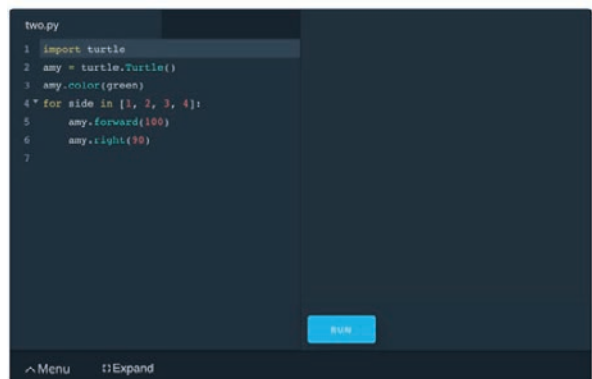 two.py
1 import turtle
2 amy = turtle.Turtle()
3 amy.color(green)
4 for side in [1, 2, 3, 4]:
5 amy.forward(100)
6 amy.right(90)
7
RUN
Menu Expand